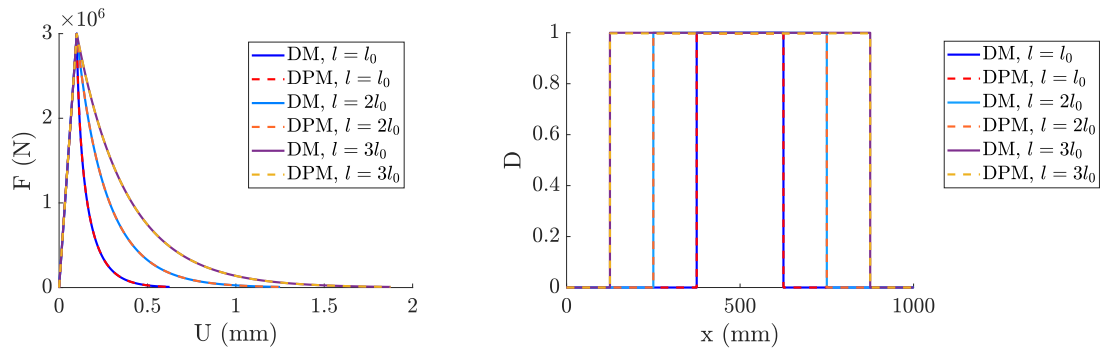 ×10⁶
3
2
1
0
F (N)
0
0.5
1
1.5
2
U (mm)
DM, l = l₀
DPM, l = l₀
DM, l = 2l₀
DPM, l = 2l₀
DM, l = 3l₀
DPM, l = 3l₀
1
0.8
0.6
0.4
0.2
0
D
0
500
1000
x (mm)
DM, l = l₀
DPM, l = l₀
DM, l = 2l₀
DPM, l = 2l₀
DM, l = 3l₀
DPM, l = 3l₀